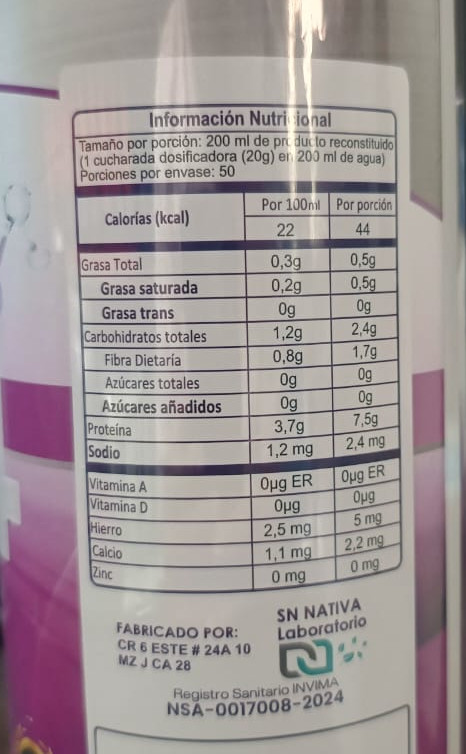 Información Nutricional
Tamaño por porción: 200 ml de producto reconstituido
(1 cucharada dosificadora (20g) en 200 ml de agua)
Porciones por envase: 50
Calorías (kcal) Por 100ml Por porción
22 44
Grasa Total 0,3g 0,5g
Grasa saturada 0,2g 0,5g
Grasa trans 0g 0g
Carbohidratos totales 1,2g 2,4g
Fibra Dietaría 0,8g 1,7g
Azúcares totales 0g 0g
Azúcares añadidos 0g 0g
Proteína 3,7g 7,5g
Sodio 1,2 mg 2,4 mg
Vitamina A 0µg ER 0µg ER
Vitamina D 0µg 0µg
Hierro 2,5 mg 5 mg
Calcio 1,1 mg 2,2 mg
Zinc 0 mg 0 mg
FABRICADO POR:
CR 6 ESTE # 24A 10
MZ J CA 28
SN NATIVA
Laboratorio
Registro Sanitario INVIMA
NSA-0017008-2024